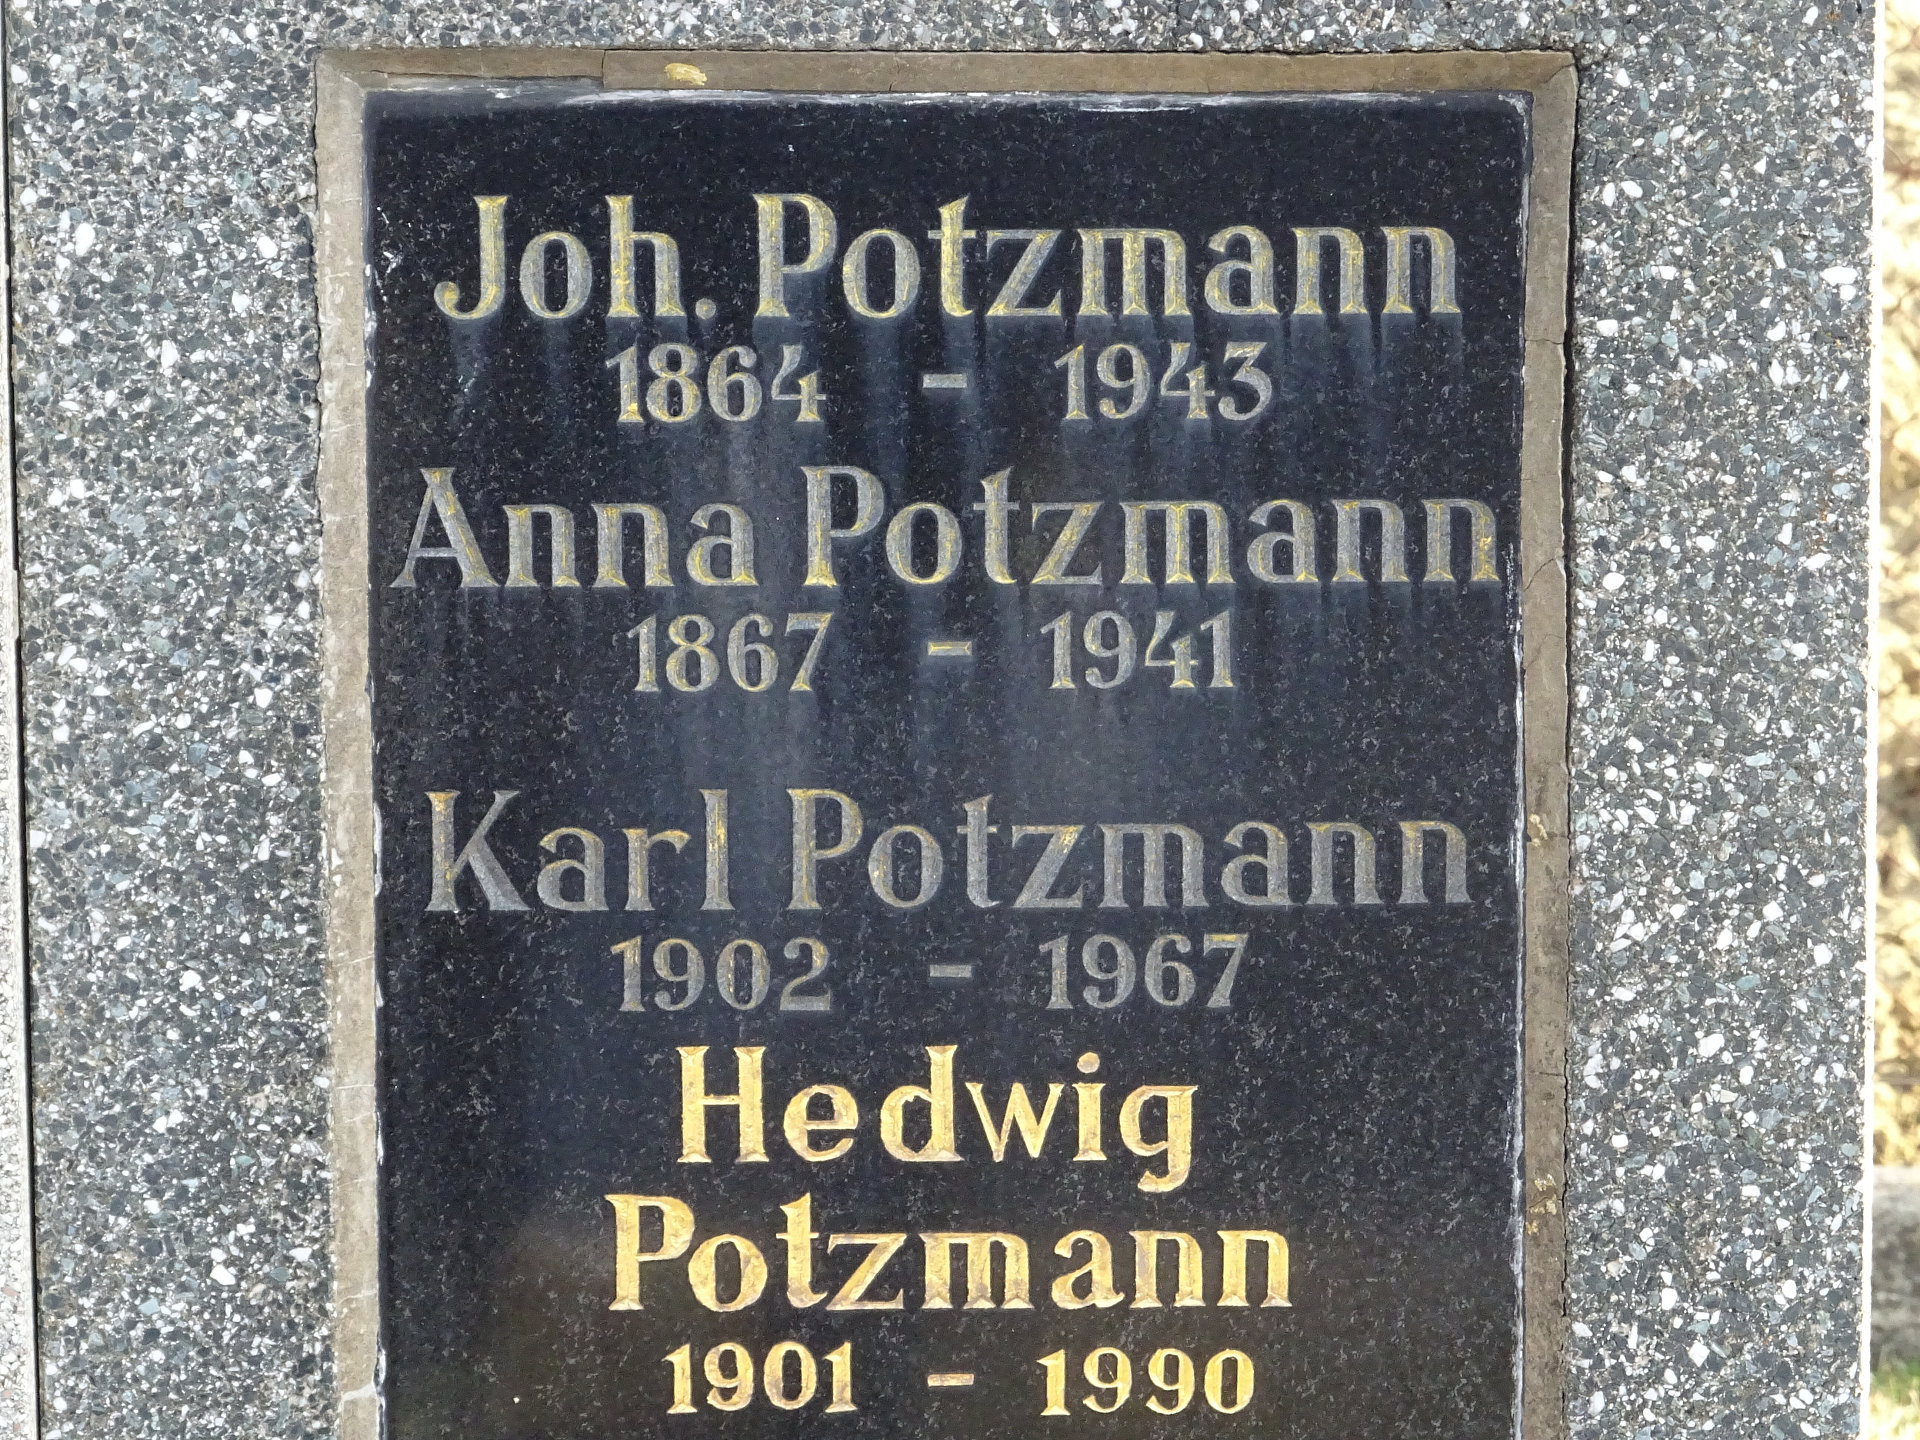 Joh. Potzmann
1864 - 1943
Anna Potzmann
1867 - 1941
Karl Potzmann
1902 - 1967
Hedwig
Potzmann
1901 - 1990